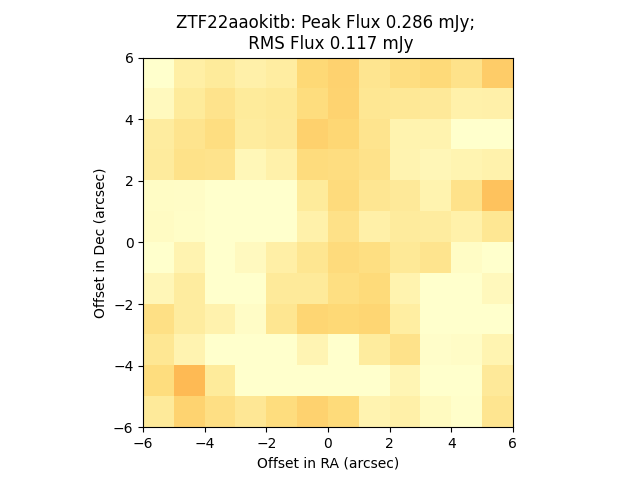 ZTF22aaokitb: Peak Flux 0.286 mJy;
RMS Flux 0.117 mJy
6
4
2
0
−2
−4
−6
Offset in Dec (arcsec)
−6 −4 −2 0 2 4 6
Offset in RA (arcsec)